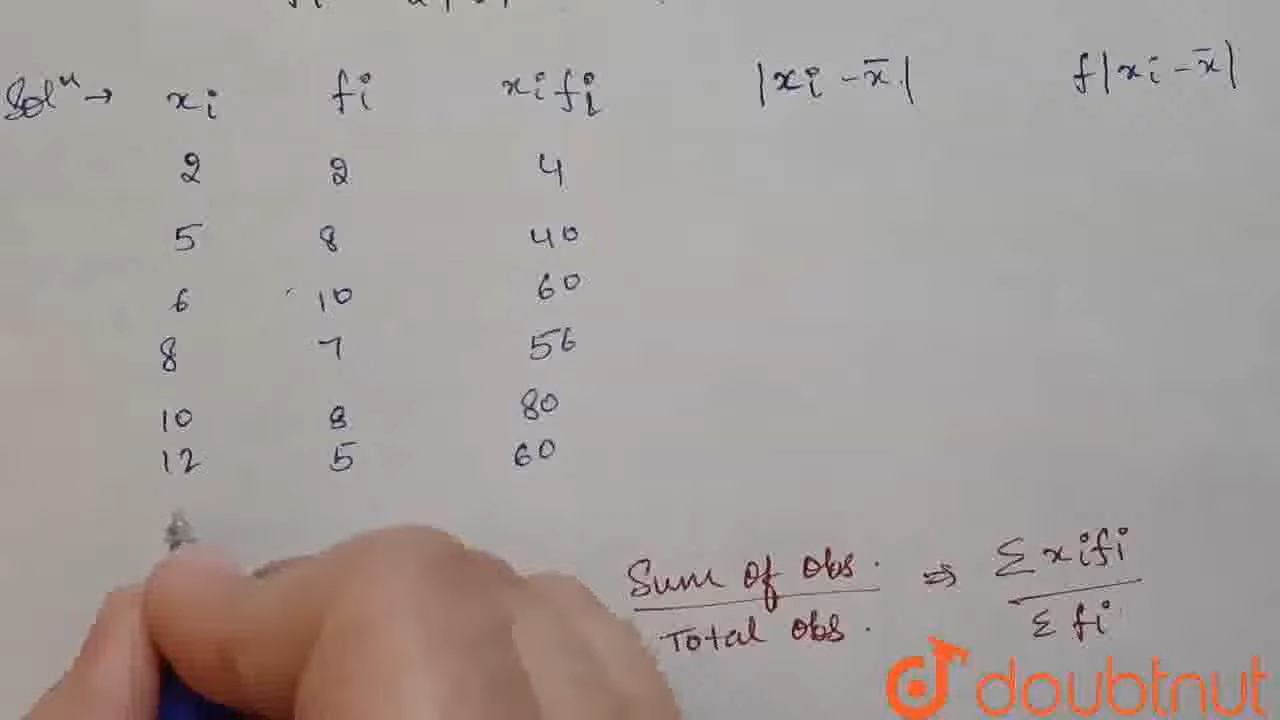 Solⁿ → xi fi xifi |xi - x̄| f|xi - x̄|
2 2 4
5 8 40
6 10 60
8 7 56
10 8 80
12 5 60
Sum of obs. ⇒ Σxifi
Total obs. Σfi
doubtnut